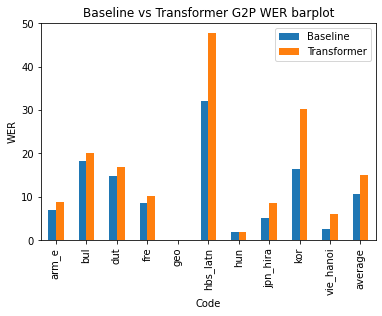 Baseline vs Transformer G2P WER barplot
50
40
30
20
10
0
WER
Baseline
Transformer
arm_e
bul
dut
fre
geo
hbs_latn
hun
jpn_hira
kor
vie_hanoi
average
Code